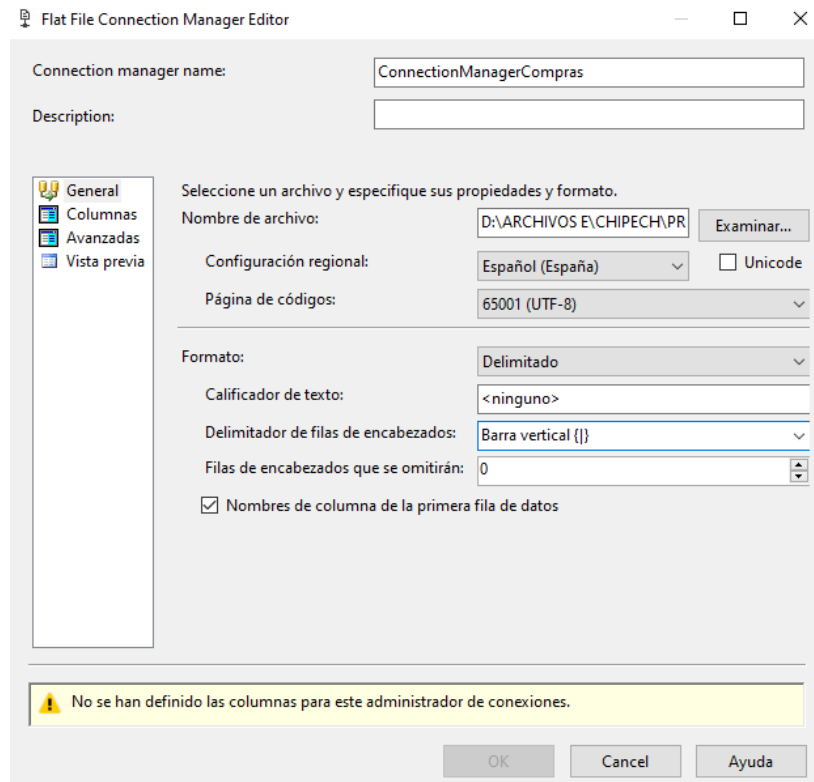 Flat File Connection Manager Editor
Connection manager name: ConnectionManagerCompras
Description:
General
Columnas
Avanzadas
Vista previa
Seleccione un archivo y especifique sus propiedades y formato.
Nombre de archivo: D:\ARCHIVOS E\CHIPECH\PR Examinar...
Configuración regional: Español (España) Unicode
Página de códigos: 65001 (UTF-8)
Formato: Delimitado
Calificador de texto: <ninguno>
Delimitador de filas de encabezados: Barra vertical {|}
Filas de encabezados que se omitirán: 0
Nombres de columna de la primera fila de datos
No se han definido las columnas para este administrador de conexiones.
OK Cancel Ayuda